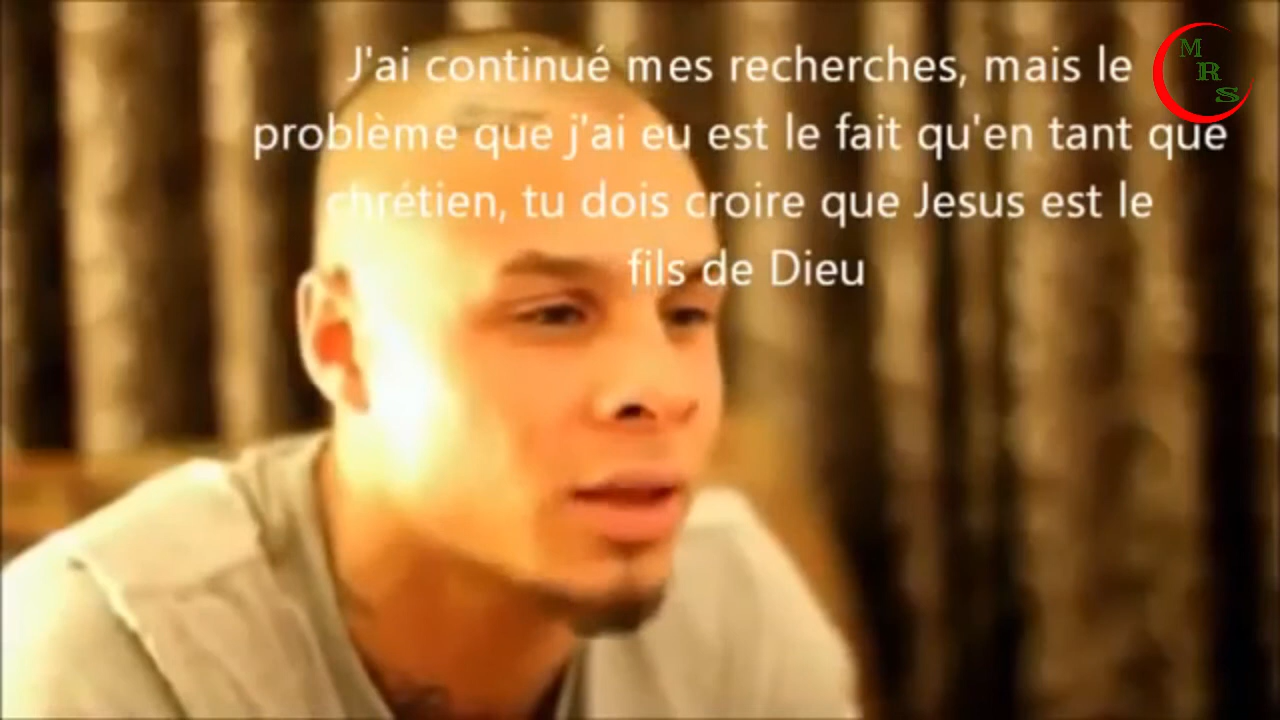 J'ai continué mes recherches, mais le
problème que j'ai eu est le fait qu'en tant que
chrétien, tu dois croire que Jesus est le
fils de Dieu
M
R
S